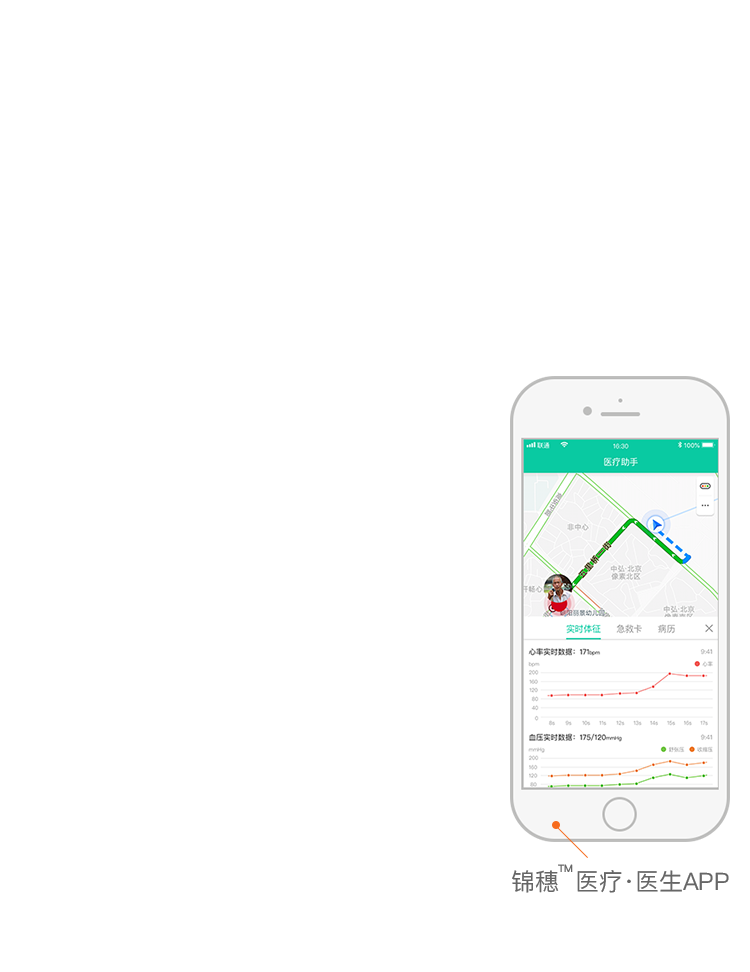 联通
16:30
100%
医疗助手
非中心
中弘·北京
像素北区
中弘·北京
实时体征 急救卡 病历
心率实时数据：171bpm 9:41
bpm 心率
200
160
120
80
40
0
8s 9s 10s 11s 12s 13s 14s 15s 16s 17s
血压实时数据：175/120mmHg 9:41
mmHg 舒张压 收缩压
200
160
120
80
锦穗™医疗·医生APP